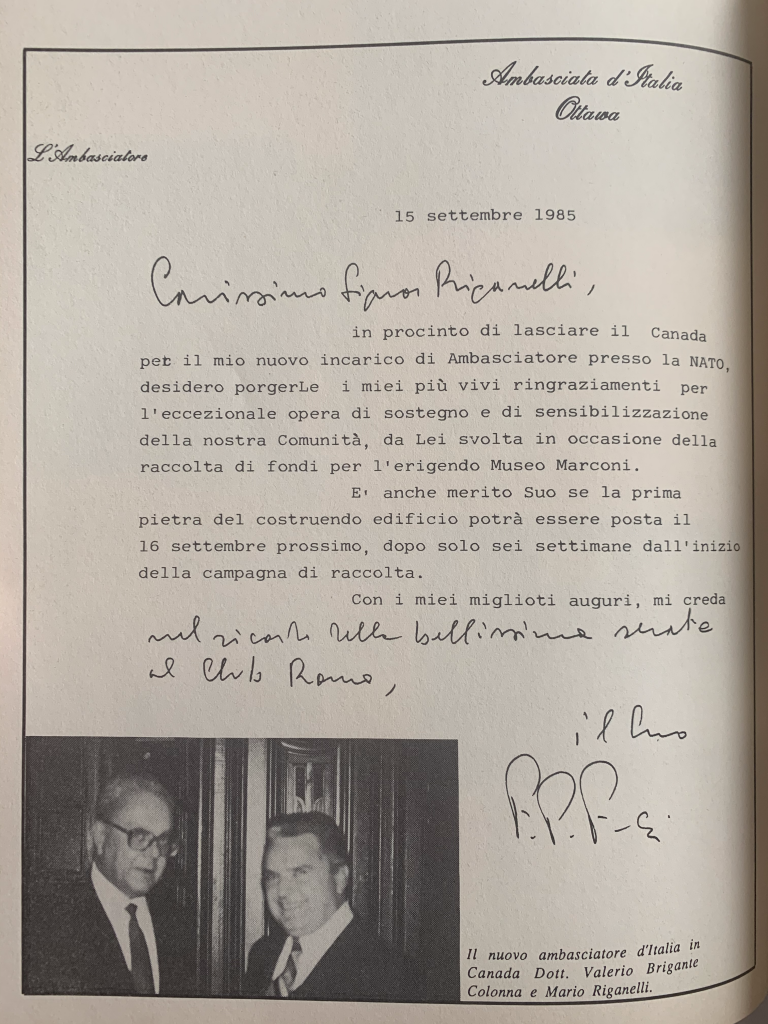 Ambasciata d'Italia
Ottawa
L'Ambasciatore
15 settembre 1985
Carissimo Signor Riganelli,
in procinto di lasciare il Canada
per il mio nuovo incarico di Ambasciatore presso la NATO,
desidero porgerLe i miei più vivi ringraziamenti per
l'eccezionale opera di sostegno e di sensibilizzazione
della nostra Comunità, da Lei svolta in occasione della
raccolta di fondi per l'erigendo Museo Marconi.
E' anche merito Suo se la prima
pietra del costruendo edificio potrà essere posta il
16 settembre prossimo, dopo solo sei settimane dall'inizio
della campagna di raccolta.
Con i miei miglioti auguri, mi creda
nel ricordo della bellissima serata
al Club Roma,
il Suo
Il nuovo ambasciatore d'Italia in
Canada Dott. Valerio Brigante
Colonna e Mario Riganelli.